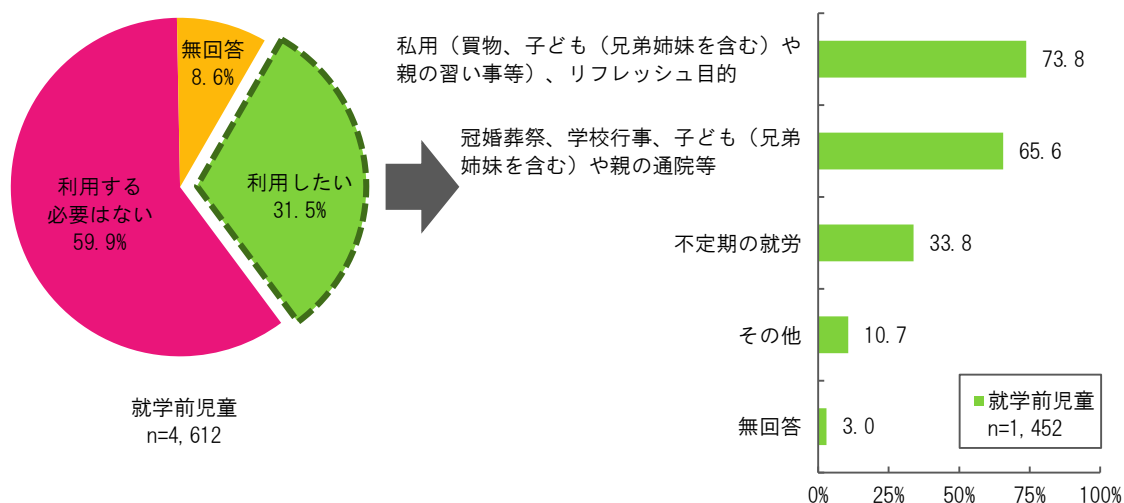 無回答
8.6%
利用したい
31.5%
利用する
必要はない
59.9%
就学前児童
n=4,612
私用（買物、子ども（兄弟姉妹を含む）や
親の習い事等）、リフレッシュ目的
73.8
冠婚葬祭、学校行事、子ども（兄弟
姉妹を含む）や親の通院等
65.6
不定期の就労
33.8
その他
10.7
無回答
3.0
就学前児童
n=1,452
0%
25%
50%
75%
100%